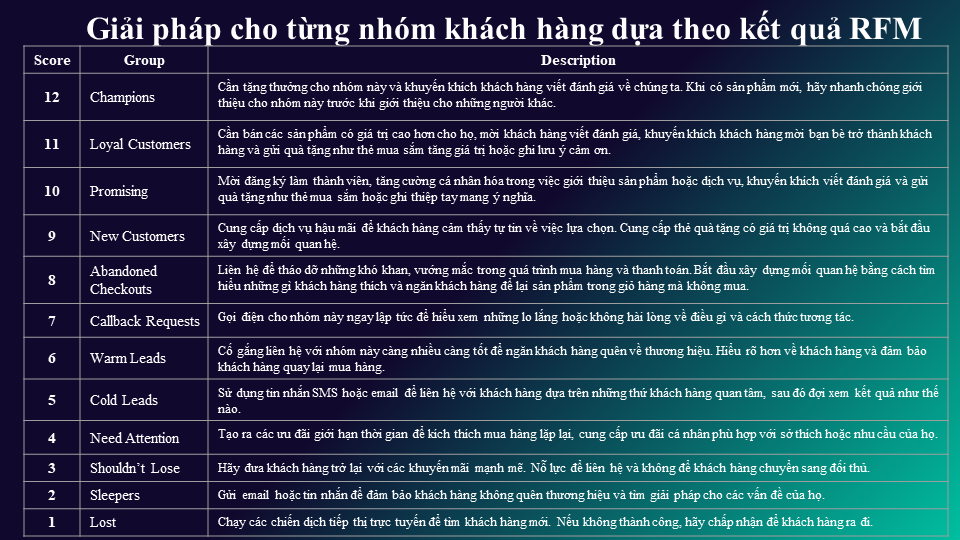 Giải pháp cho từng nhóm khách hàng dựa theo kết quả RFM
Score Group Description
12 Champions Cần tặng thưởng cho nhóm này và khuyến khích khách hàng viết đánh giá về chúng ta. Khi có sản phẩm mới, hãy nhanh chóng giới
thiệu cho nhóm này trước khi giới thiệu cho những người khác.
11 Loyal Customers Cần bán các sản phẩm có giá trị cao hơn cho họ, mời khách hàng viết đánh giá, khuyến khích khách hàng mời bạn bè trở thành khách
hàng và gửi quà tặng như thẻ mua sắm tăng giá trị hoặc ghi lưu ý cảm ơn.
10 Promising Mời đăng ký làm thành viên, tăng cường cá nhân hóa trong việc giới thiệu sản phẩm hoặc dịch vụ, khuyến khích viết đánh giá và gửi
quà tặng như thẻ mua sắm hoặc ghi thiệp tay mang ý nghĩa.
9 New Customers Cung cấp dịch vụ hậu mãi để khách hàng cảm thấy tự tin về việc lựa chọn. Cung cấp thẻ quà tặng có giá trị không quá cao và bắt đầu
xây dựng mối quan hệ.
8 Abandoned Checkouts Liên hệ để tháo dỡ những khó khan, vướng mắc trong quá trình mua hàng và thanh toán. Bắt đầu xây dựng mối quan hệ bằng cách tìm
hiểu những gì khách hàng thích và ngăn khách hàng để lại sản phẩm trong giỏ hàng mà không mua.
7 Callback Requests Gọi điện cho nhóm này ngay lập tức để hiểu xem những lo lắng hoặc không hài lòng về điều gì và cách thức tương tác.
6 Warm Leads Cố gắng liên hệ với nhóm này càng nhiều càng tốt để ngăn khách hàng quên về thương hiệu. Hiểu rõ hơn về khách hàng và đảm bảo
khách hàng quay lại mua hàng.
5 Cold Leads Sử dụng tin nhắn SMS hoặc email để liên hệ với khách hàng dựa trên những thứ khách hàng quan tâm, sau đó đợi xem kết quả như thế
nào.
4 Need Attention Tạo ra các ưu đãi giới hạn thời gian để kích thích mua hàng lặp lại, cung cấp ưu đãi cá nhân phù hợp với sở thích hoặc nhu cầu của họ.
3 Shouldn’t Lose Hãy đưa khách hàng trở lại với các khuyến mãi mạnh mẽ. Nỗ lực để liên hệ và không để khách hàng chuyển sang đối thủ.
2 Sleepers Gửi email hoặc tin nhắn để đảm bảo khách hàng không quên thương hiệu và tìm giải pháp cho các vấn đề của họ.
1 Lost Chạy các chiến dịch tiếp thị trực tuyến để tìm khách hàng mới. Nếu không thành công, hãy chấp nhận để khách hàng ra đi.